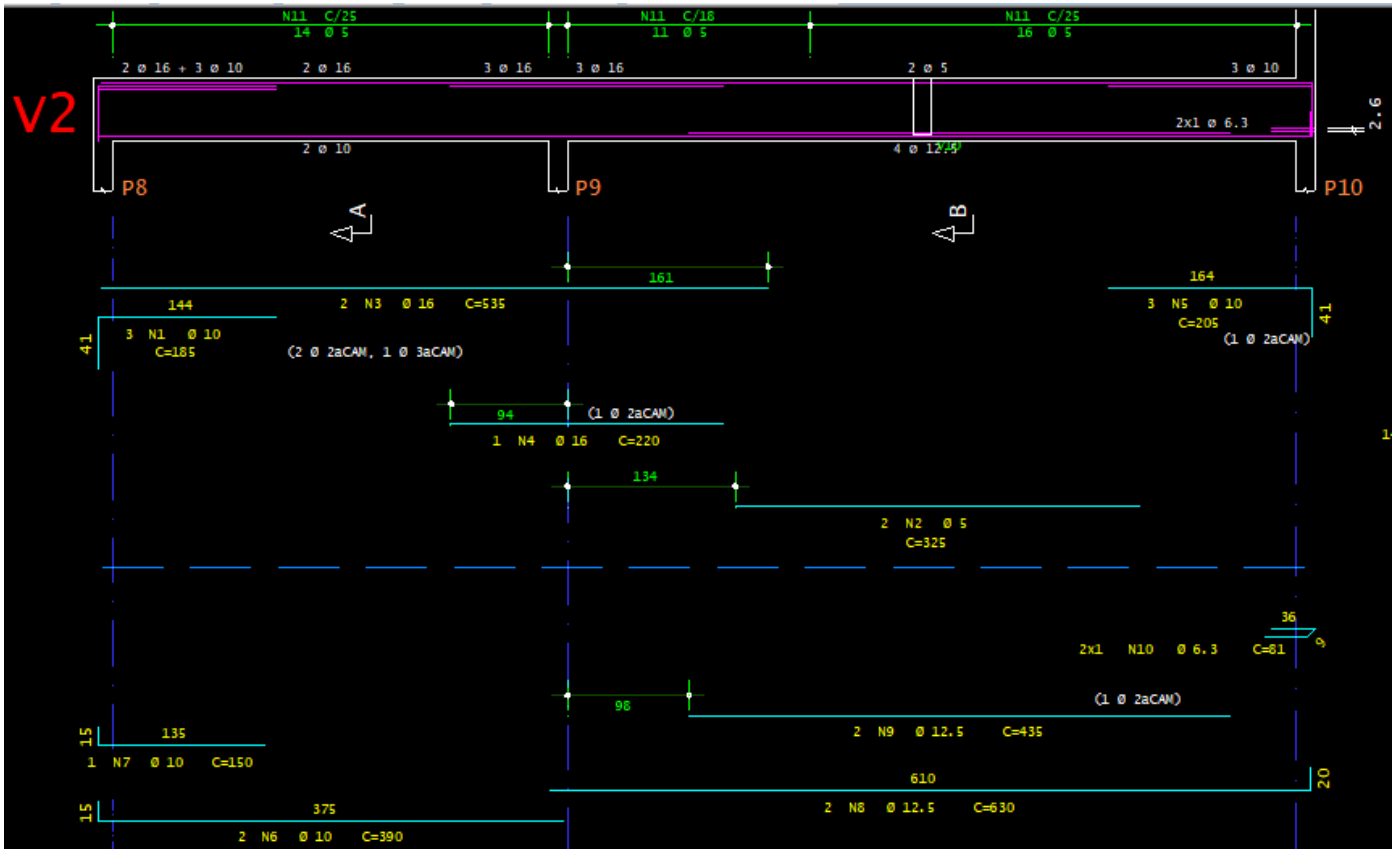 N11 C/25 N11 C/18 N11 C/25
14 Ø 5 11 Ø 5 16 Ø 5
2 Ø 16 + 3 Ø 10 2 Ø 16 3 Ø 16 3 Ø 16 2 Ø 5 3 Ø 10
V2
2x1 Ø 6.3
2.6
2 Ø 10 4 Ø 12.5
P8 P9 P10
A B
161 164
2 N3 Ø 16 C=535 3 N5 Ø 10
144 C=205
41
3 N1 Ø 10
C=185
41
(2 Ø 2aCAM, 1 Ø 3aCAM) (1 Ø 2aCAM)
94 (1 Ø 2aCAM)
1 N4 Ø 16 C=220
134
2 N2 Ø 5
C=325
36
2x1 N10 Ø 6.3 C=81
9
98 (1 Ø 2aCAM)
2 N9 Ø 12.5 C=435
15 135
1 N7 Ø 10 C=150
610 20
2 N8 Ø 12.5 C=630
15 375
2 N6 Ø 10 C=390